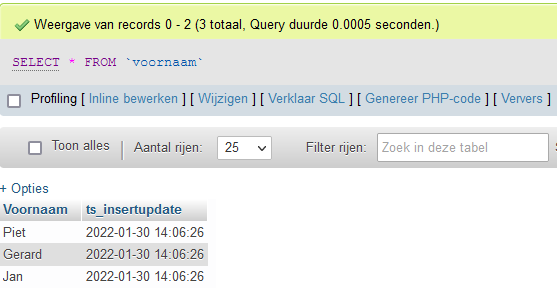 Weergave van records 0 - 2 (3 totaal, Query duurde 0.0005 seconden.)
SELECT * FROM `voornaam`
Profiling [ Inline bewerken ] [ Wijzigen ] [ Verklaar SQL ] [ Genereer PHP-code ] [ Ververs ]
Toon alles | Aantal rijen: 25 Filter rijen: Zoek in deze tabel
+ Opties
Voornaam ts_insertupdate
Piet 2022-01-30 14:06:26
Gerard 2022-01-30 14:06:26
Jan 2022-01-30 14:06:26